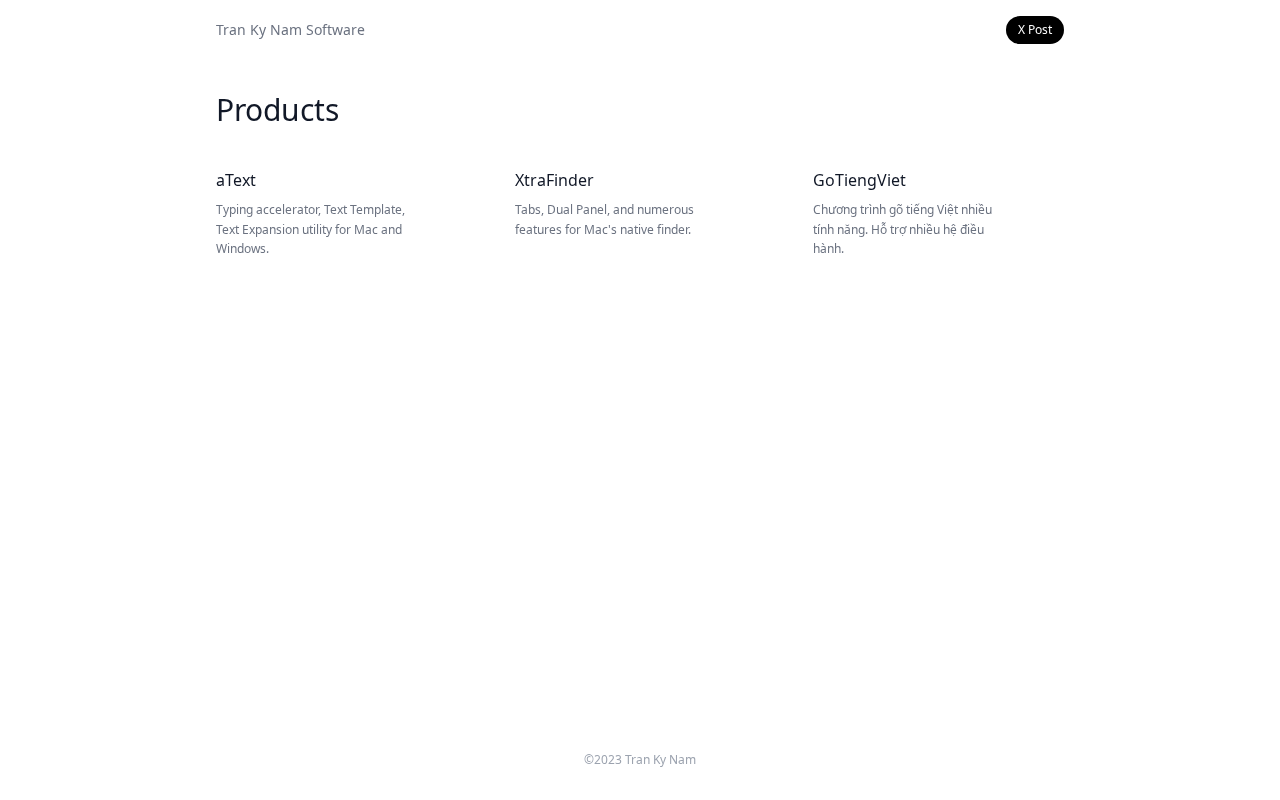 Tran Ky Nam Software
X Post
Products
aText
Typing accelerator, Text Template,
Text Expansion utility for Mac and
Windows.
XtraFinder
Tabs, Dual Panel, and numerous
features for Mac's native finder.
GoTiengViet
Chương trình gõ tiếng Việt nhiều
tính năng. Hỗ trợ nhiều hệ điều
hành.
©2023 Tran Ky Nam